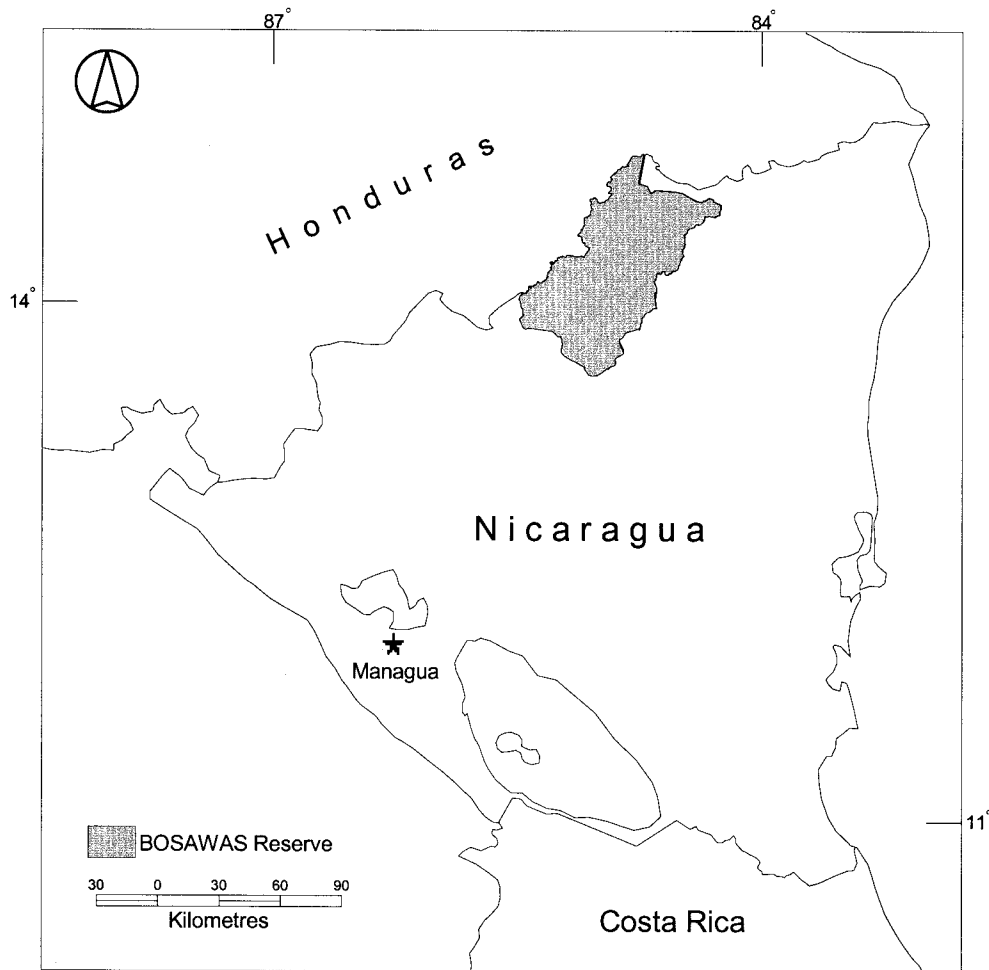 87° 84°
Honduras
14°
Nicaragua
Managua
11°
BOSAWAS Reserve
30 0 30 60 90
Kilometres
Costa Rica